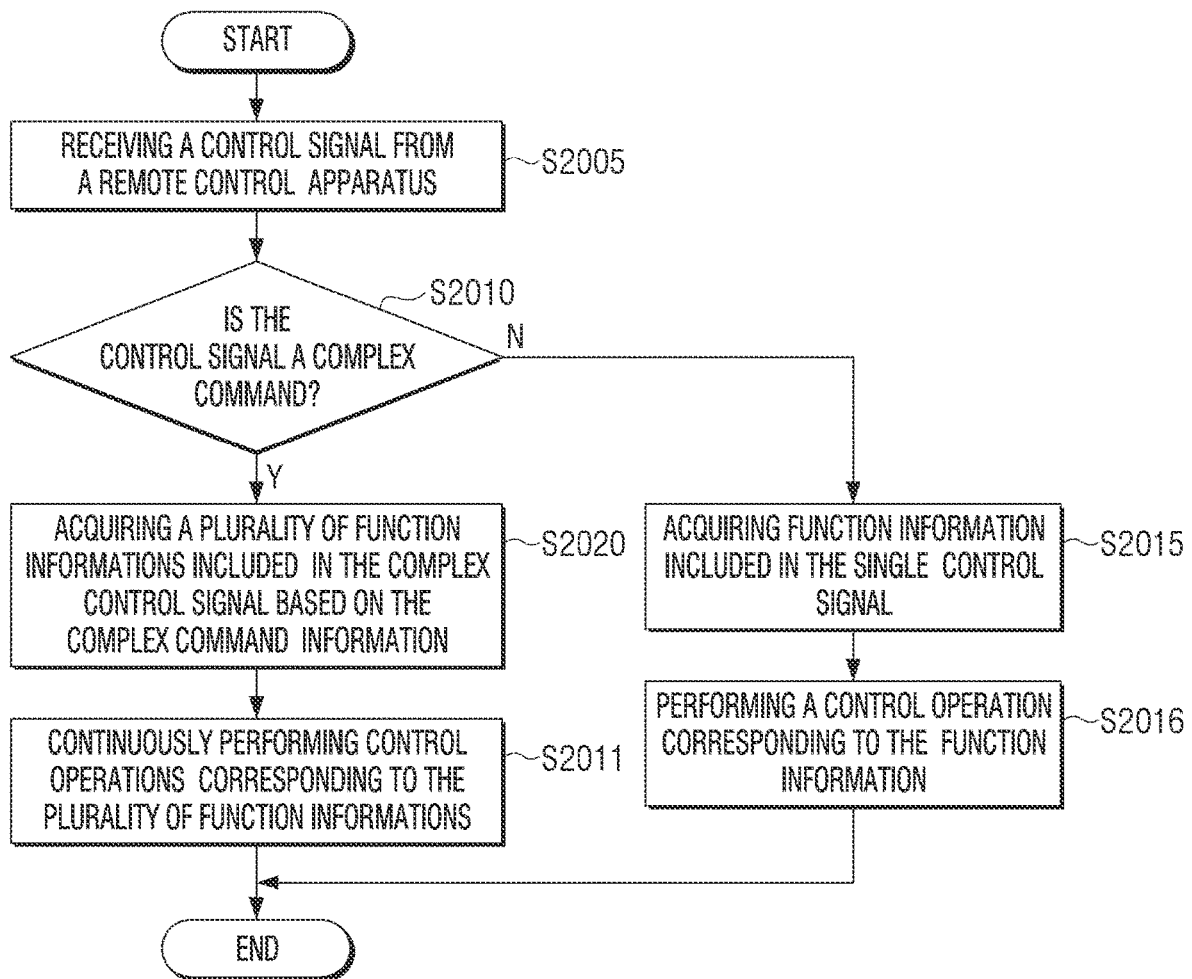 START
RECEIVING A CONTROL SIGNAL FROM
A REMOTE CONTROL APPARATUS
S2005
S2010
IS THE
CONTROL SIGNAL A COMPLEX
COMMAND?
N
Y
ACQUIRING A PLURALITY OF FUNCTION
INFORMATIONS INCLUDED IN THE COMPLEX
CONTROL SIGNAL BASED ON THE
COMPLEX COMMAND INFORMATION
S2020
ACQUIRING FUNCTION INFORMATION
INCLUDED IN THE SINGLE CONTROL
SIGNAL
S2015
CONTINUOUSLY PERFORMING CONTROL
OPERATIONS CORRESPONDING TO THE
PLURALITY OF FUNCTION INFORMATIONS
S2011
PERFORMING A CONTROL OPERATION
CORRESPONDING TO THE FUNCTION
INFORMATION
S2016
END